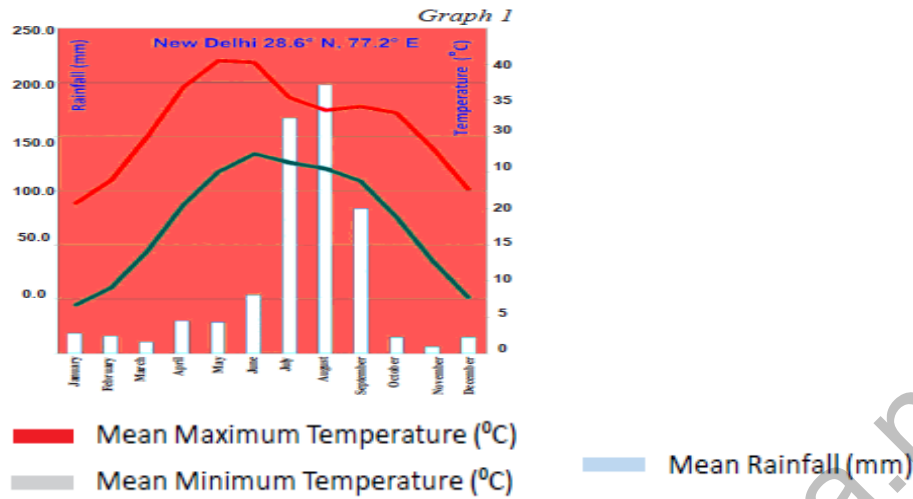 Graph 1
New Delhi 28.6° N, 77.2° E
Rainfall (mm)
250.0
200.0
150.0
100.0
50.0
0.0
Temperature (°C)
40
35
30
10
20
15
10
5
0
January
February
March
April
May
June
July
August
September
October
November
December
Mean Maximum Temperature (⁰C)
Mean Minimum Temperature (⁰C)
Mean Rainfall (mm)